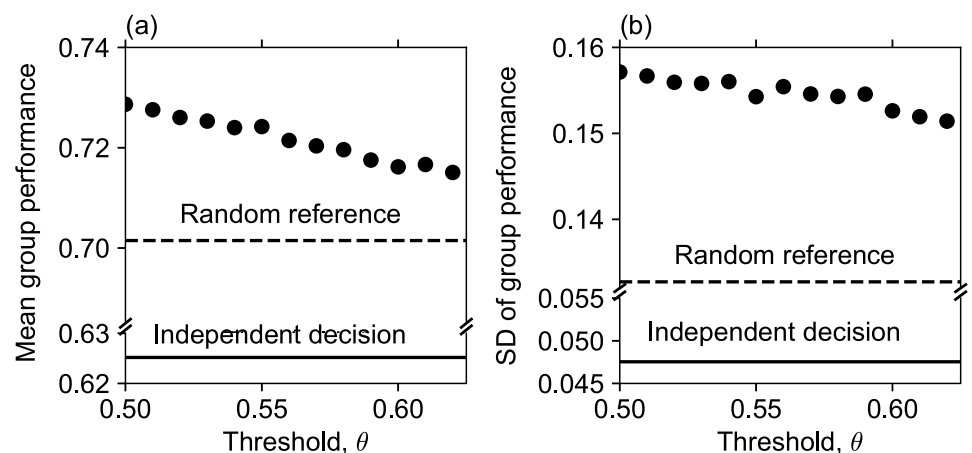 (a)
Mean group performance
0.74
0.72
0.70
0.63
0.62
Random reference
Independent decision
0.50
0.55
0.60
Threshold, θ
(b)
SD of group performance
0.16
0.15
0.14
0.055
0.050
0.045
Random reference
Independent decision
0.50
0.55
0.60
Threshold, θ